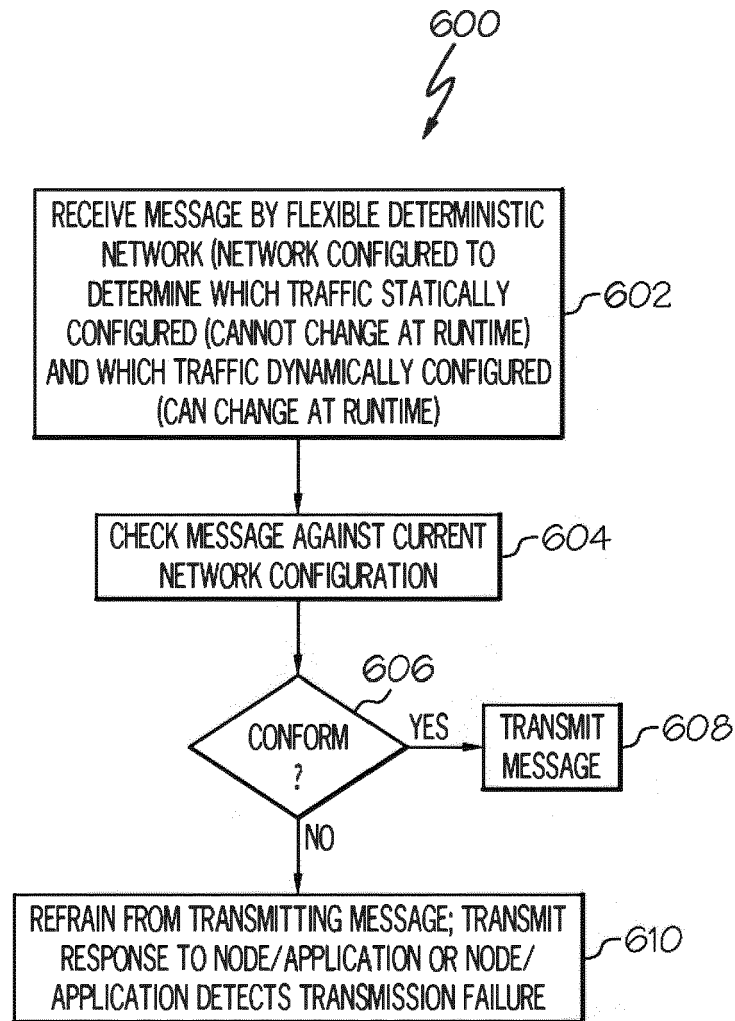 600
RECEIVE MESSAGE BY FLEXIBLE DETERMINISTIC
NETWORK (NETWORK CONFIGURED TO
DETERMINE WHICH TRAFFIC STATICALLY
CONFIGURED (CANNOT CHANGE AT RUNTIME)
AND WHICH TRAFFIC DYNAMICALLY CONFIGURED
(CAN CHANGE AT RUNTIME)
602
CHECK MESSAGE AGAINST CURRENT
NETWORK CONFIGURATION
604
606
CONFORM
?
YES
TRANSMIT
MESSAGE
608
NO
REFRAIN FROM TRANSMITTING MESSAGE; TRANSMIT
RESPONSE TO NODE/APPLICATION OR NODE/
APPLICATION DETECTS TRANSMISSION FAILURE
610